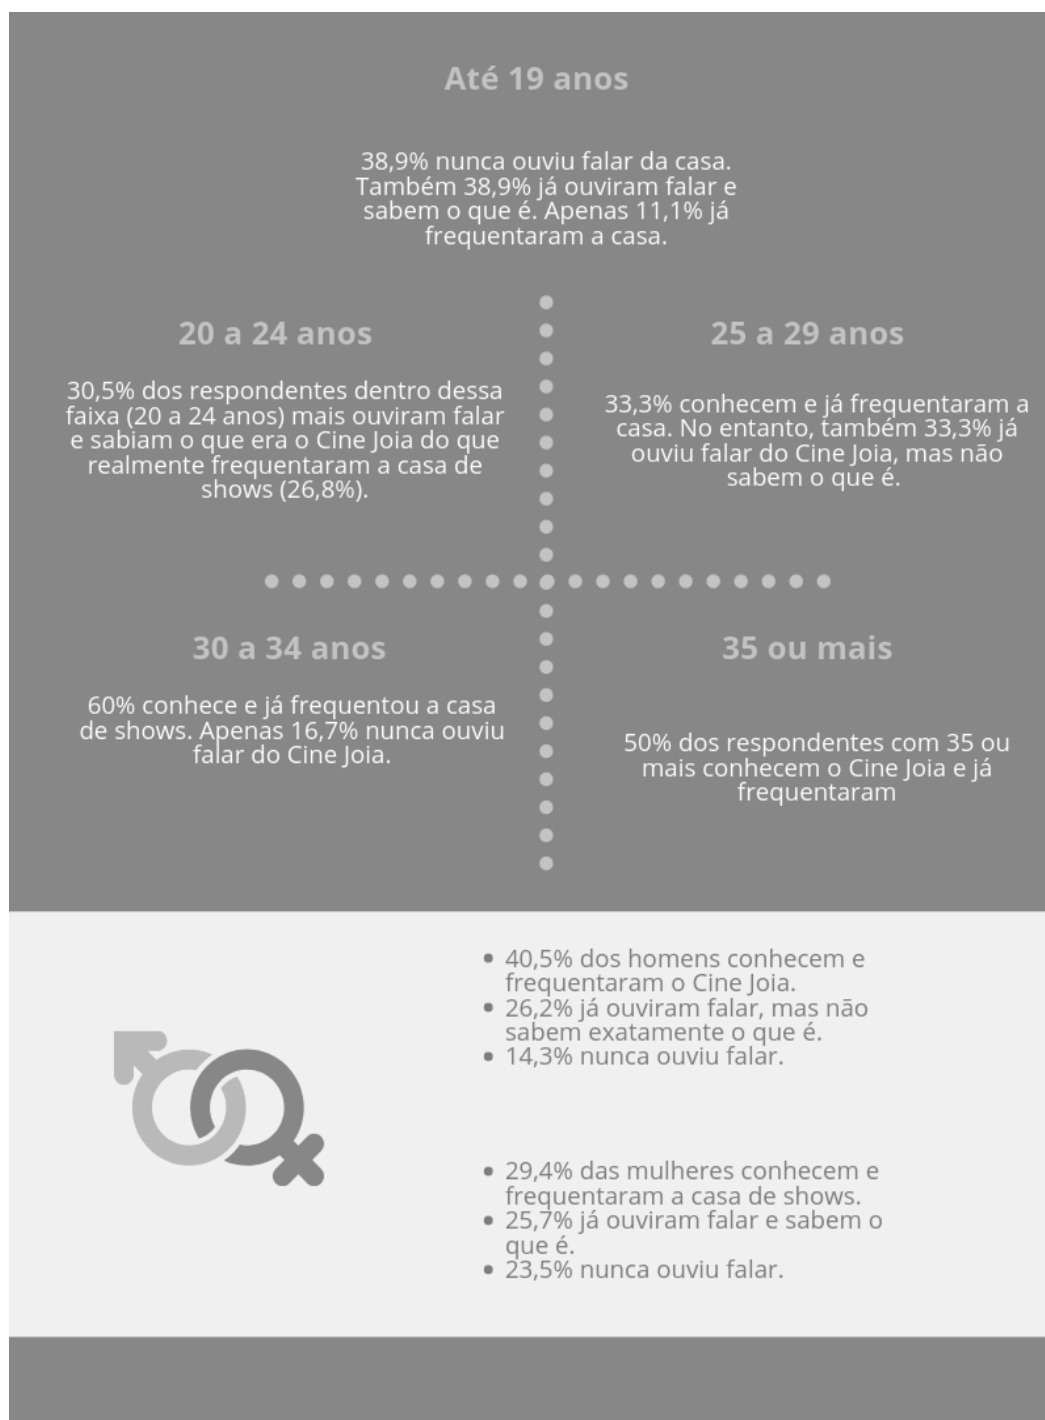 Até 19 anos
38,9% nunca ouviu falar da casa.
Também 38,9% já ouviram falar e
sabem o que é. Apenas 11,1% já
frequentaram a casa.
20 a 24 anos
30,5% dos respondentes dentro dessa
faixa (20 a 24 anos) mais ouviram falar
e sabiam o que era o Cine Joia do que
realmente frequentaram a casa de
shows (26,8%).
25 a 29 anos
33,3% conhecem e já frequentaram a
casa. No entanto, também 33,3% já
ouviu falar do Cine Joia, mas não
sabem o que é.
30 a 34 anos
60% conhece e já frequentou a casa
de shows. Apenas 16,7% nunca ouviu
falar do Cine Joia.
35 ou mais
50% dos respondentes com 35 ou
mais conhecem o Cine Joia e já
frequentaram
• 40,5% dos homens conhecem e
frequentaram o Cine Joia.
• 26,2% já ouviram falar, mas não
sabem exatamente o que é.
• 14,3% nunca ouviu falar.
• 29,4% das mulheres conhecem e
frequentaram a casa de shows.
• 25,7% já ouviram falar e sabem o
que é.
• 23,5% nunca ouviu falar.